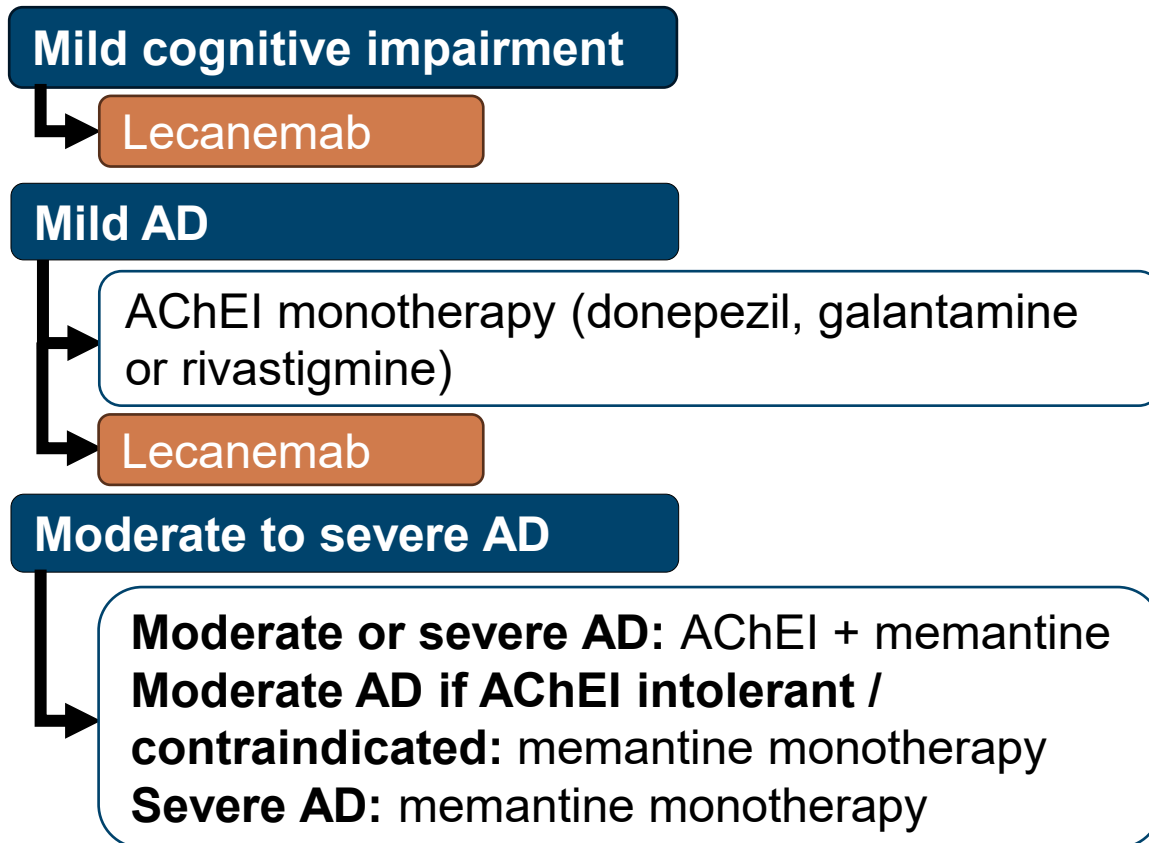 Mild cognitive impairment
Lecanemab
Mild AD
AChEI monotherapy (donepezil, galantamine
or rivastigmine)
Lecanemab
Moderate to severe AD
Moderate or severe AD: AChEI + memantine
Moderate AD if AChEI intolerant /
contraindicated: memantine monotherapy
Severe AD: memantine monotherapy